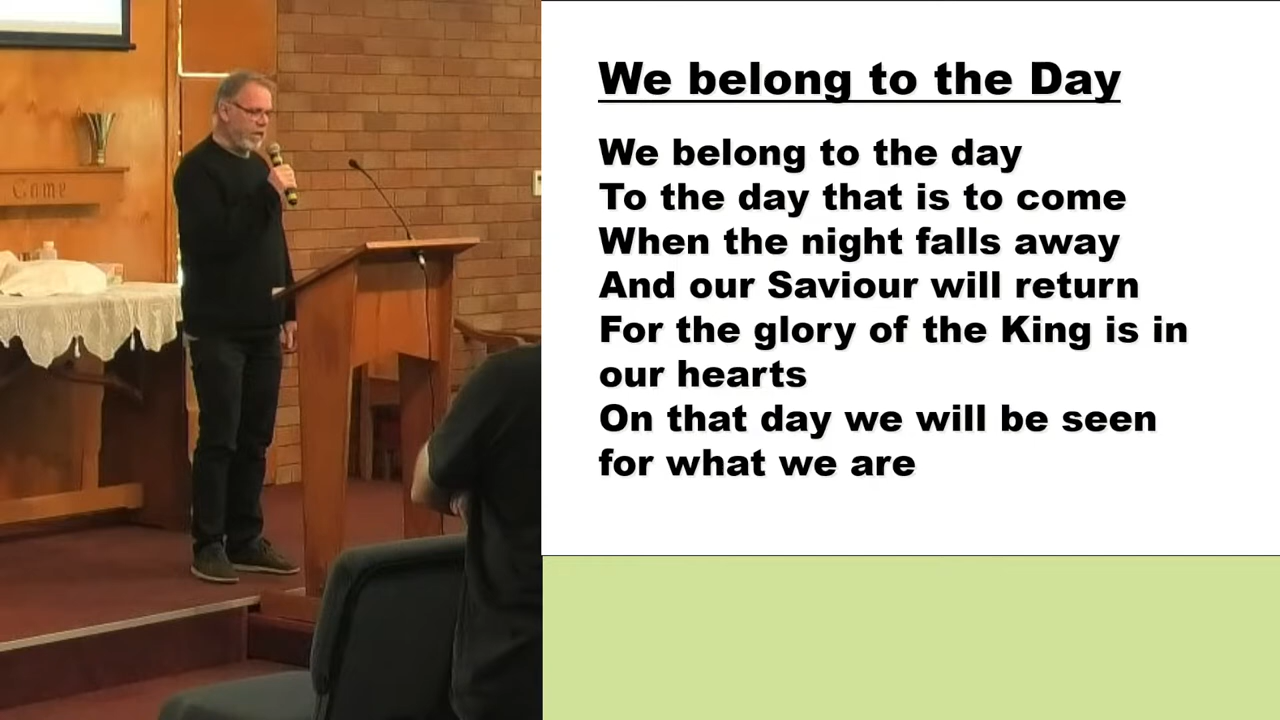 Came
We belong to the Day
We belong to the day
To the day that is to come
When the night falls away
And our Saviour will return
For the glory of the King is in
our hearts
On that day we will be seen
for what we are